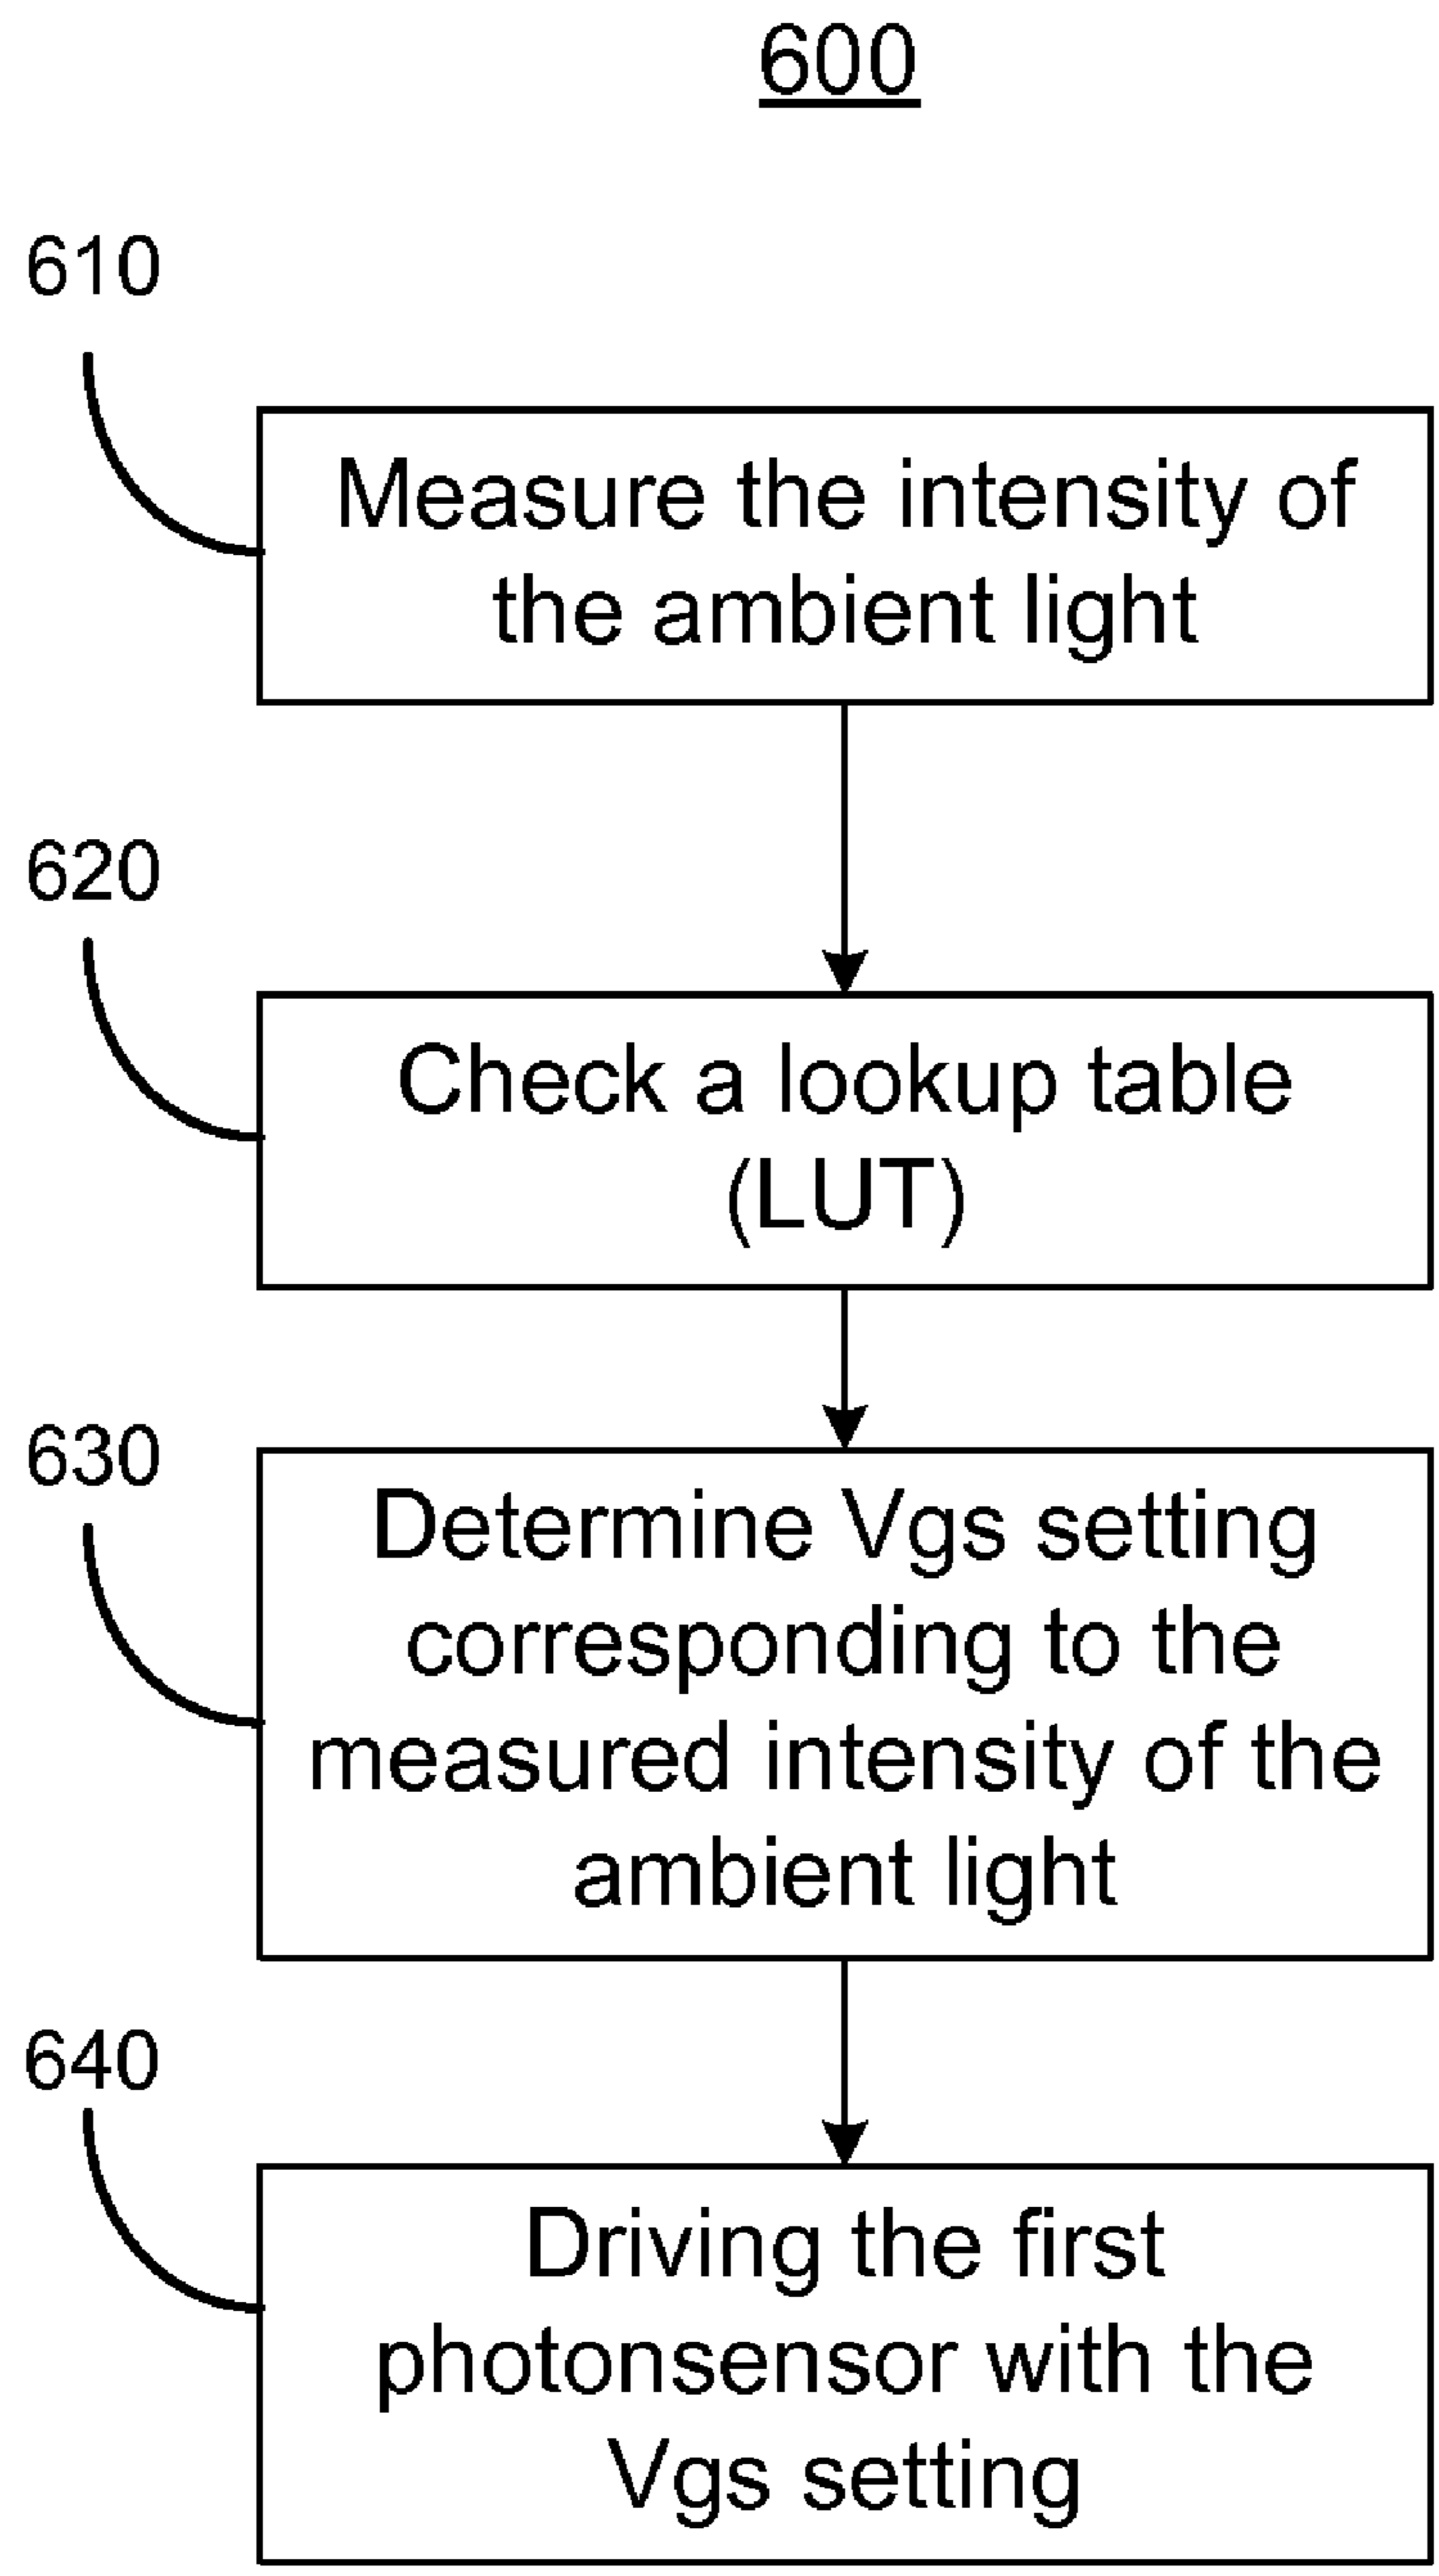 600
610
Measure the intensity of
the ambient light
620
Check a lookup table
(LUT)
630
Determine Vgs setting
corresponding to the
measured intensity of the
ambient light
640
Driving the first
photonsensor with the
Vgs setting